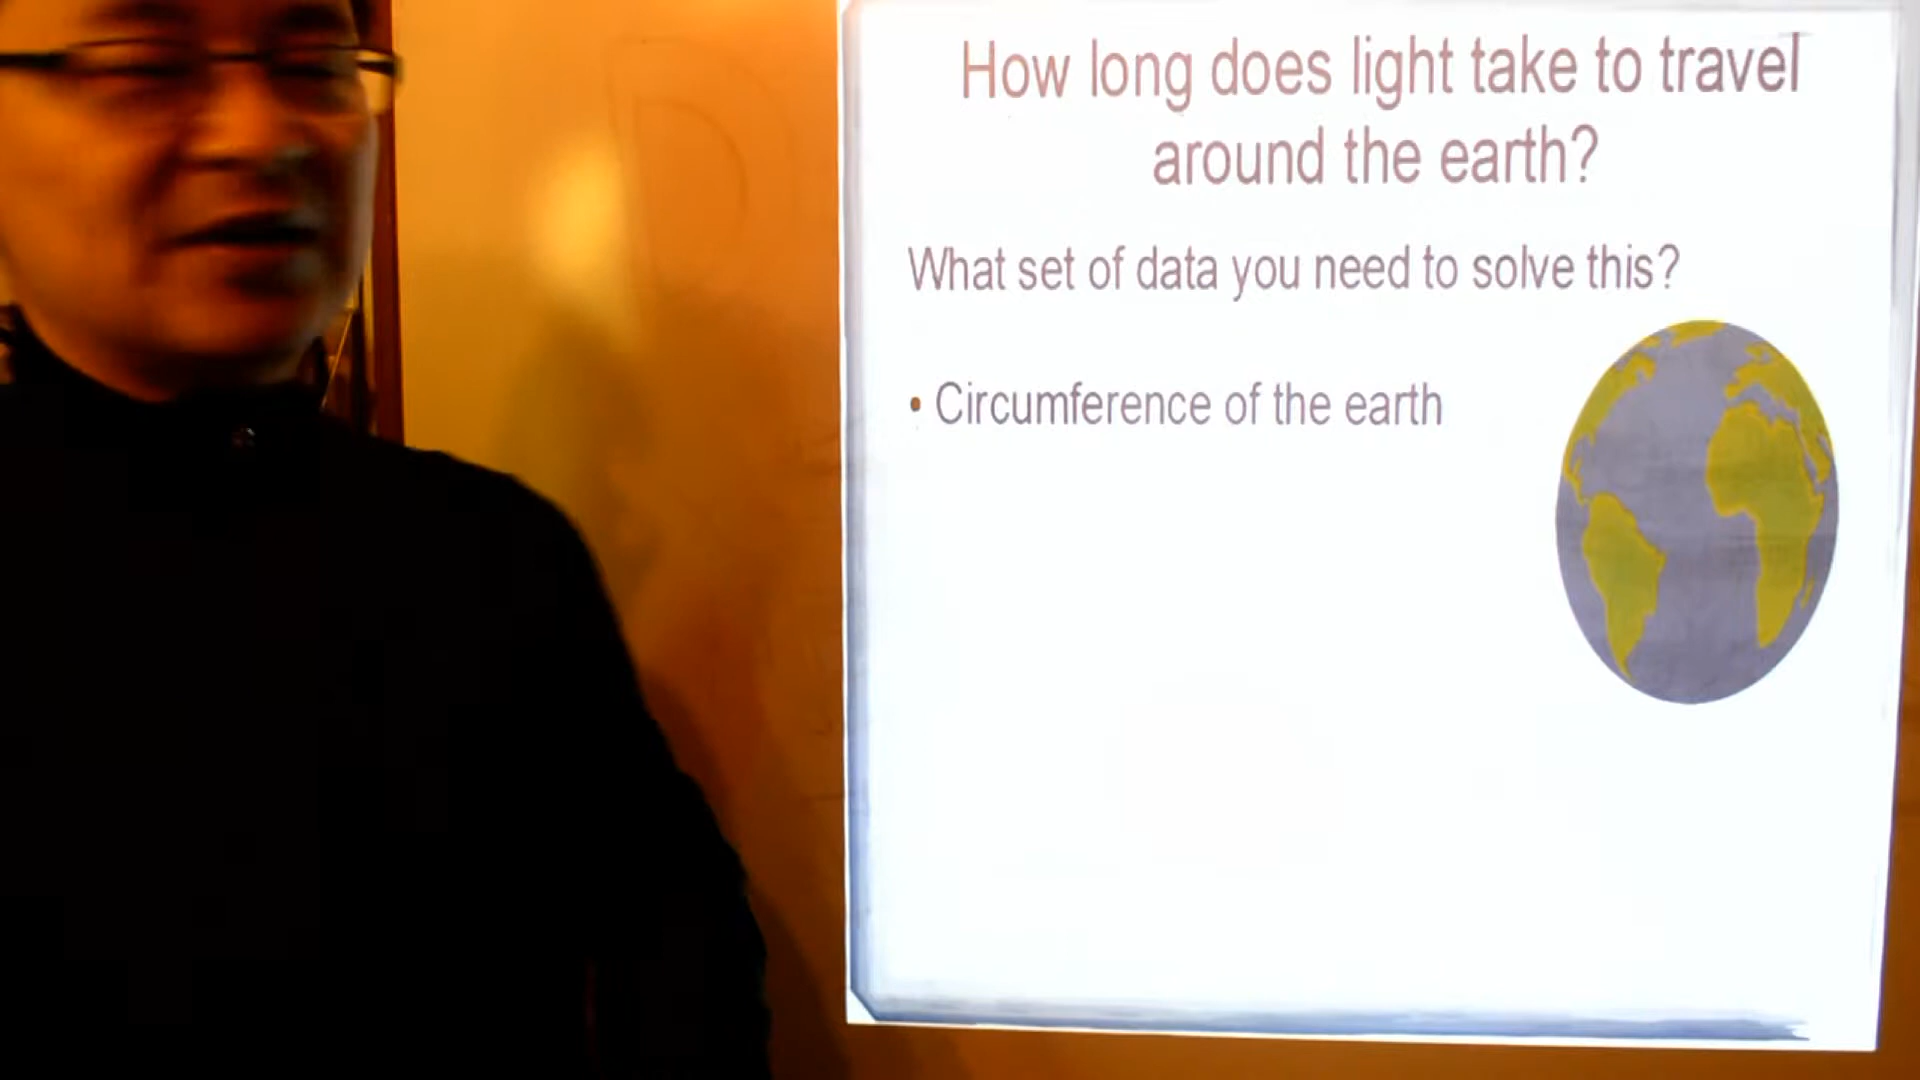 How long does light take to travel
around the earth?
What set of data you need to solve this?
• Circumference of the earth